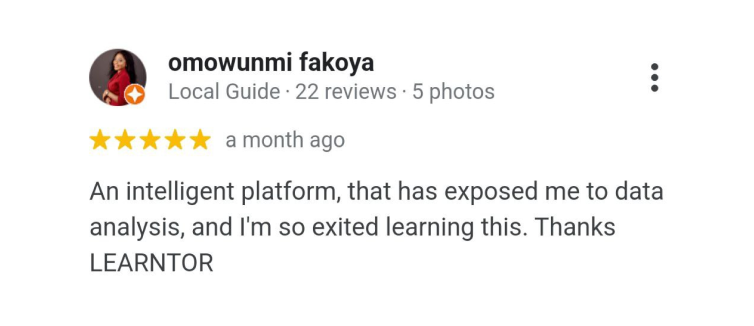 omowunmi fakoya
Local Guide · 22 reviews · 5 photos
a month ago
An intelligent platform, that has exposed me to data
analysis, and I'm so exited learning this. Thanks
LEARNTOR